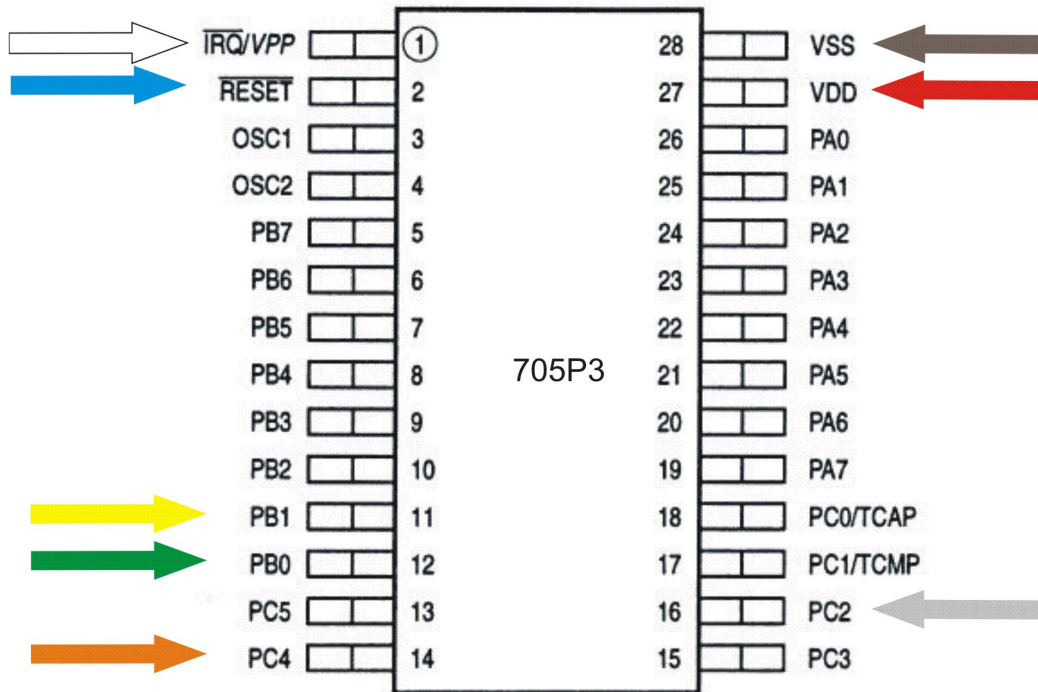 IRQ/VPP 1 28 VSS
RESET 2 27 VDD
OSC1 3 26 PA0
OSC2 4 25 PA1
PB7 5 24 PA2
PB6 6 23 PA3
PB5 7 22 PA4
PB4 8 705P3 21 PA5
PB3 9 20 PA6
PB2 10 19 PA7
PB1 11 18 PC0/TCAP
PB0 12 17 PC1/TCMP
PC5 13 16 PC2
PC4 14 15 PC3